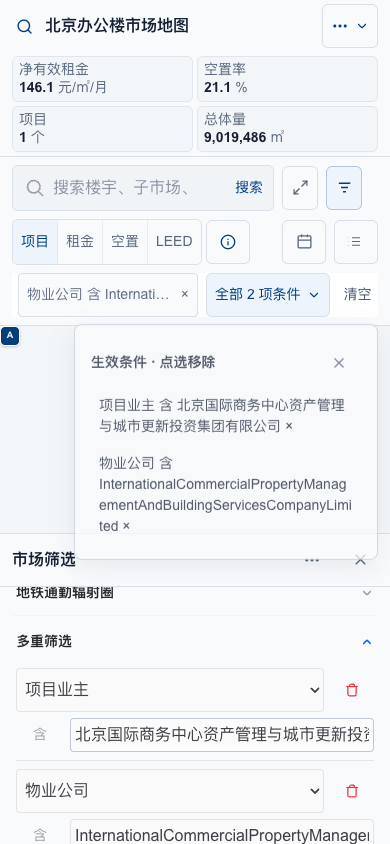 北京办公楼市场地图
净有效租金
146.1 元/㎡/月
空置率
21.1 %
项目
1 个
总体量
9,019,486 ㎡
搜索楼宇、子市场、
搜索
项目
租金
空置
LEED
物业公司 含 Internati... ×
全部 2 项条件
清空
A
生效条件 · 点选移除
项目业主 含 北京国际商务中心资产管理
与城市更新投资集团有限公司 ×
物业公司 含
InternationalCommercialPropertyManag
ementAndBuildingServicesCompanyLimi
ted ×
市场筛选
地铁通勤辐射圈
多重筛选
项目业主
含
北京国际商务中心资产管理与城市更新投资
物业公司
含
InternationalCommercialPropertyManager